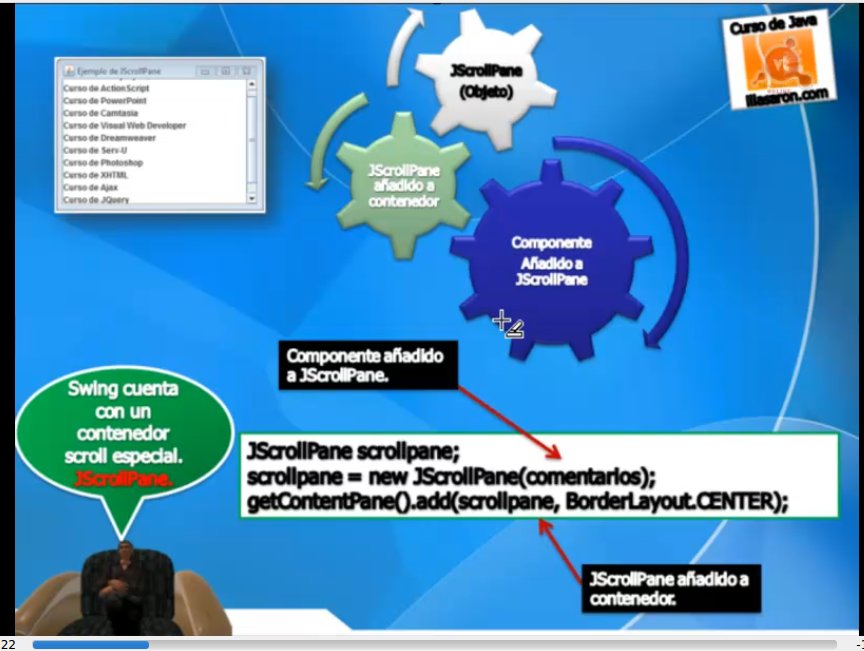 Curso de Java
illasaron.com
JScrollPane
(Objeto)
Ejemplo de JScrollPane
Curso de ActionScript
Curso de PowerPoint
Curso de Camtasia
Curso de Visual Web Developer
Curso de Dreamweaver
Curso de Serv-U
Curso de Photoshop
Curso de XHTML
Curso de Ajax
Curso de JQuery
JScrollPane
añadido a
contenedor
Componente
Añadido a
JScrollPane
Componente añadido
a JScrollPane.
Swing cuenta
con un
contenedor
scroll especial.
JScrollPane.
JScrollPane scrollpane;
scrollpane = new JScrollPane(comentarios);
getContentPane().add(scrollpane, BorderLayout.CENTER);
JScrollPane añadido a
contenedor.
22